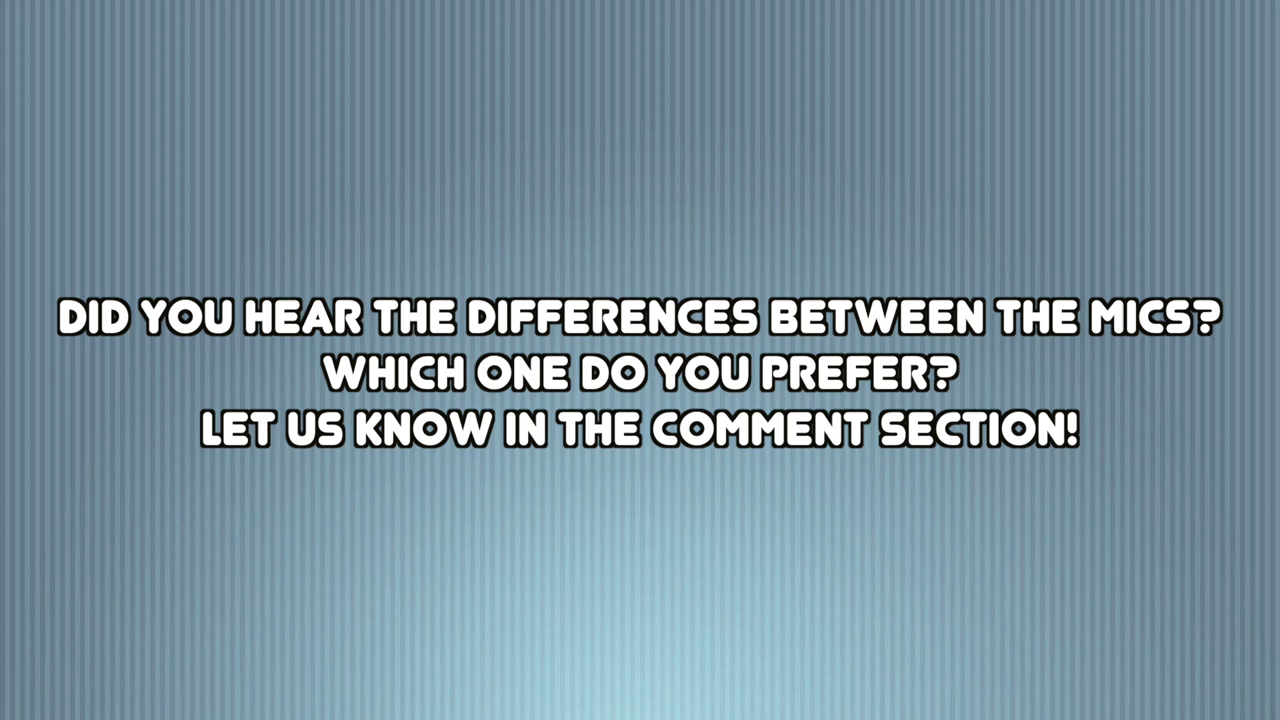 DID YOU HEAR THE DIFFERENCES BETWEEN THE MICS?
WHICH ONE DO YOU PREFER?
LET US KNOW IN THE COMMENT SECTION!